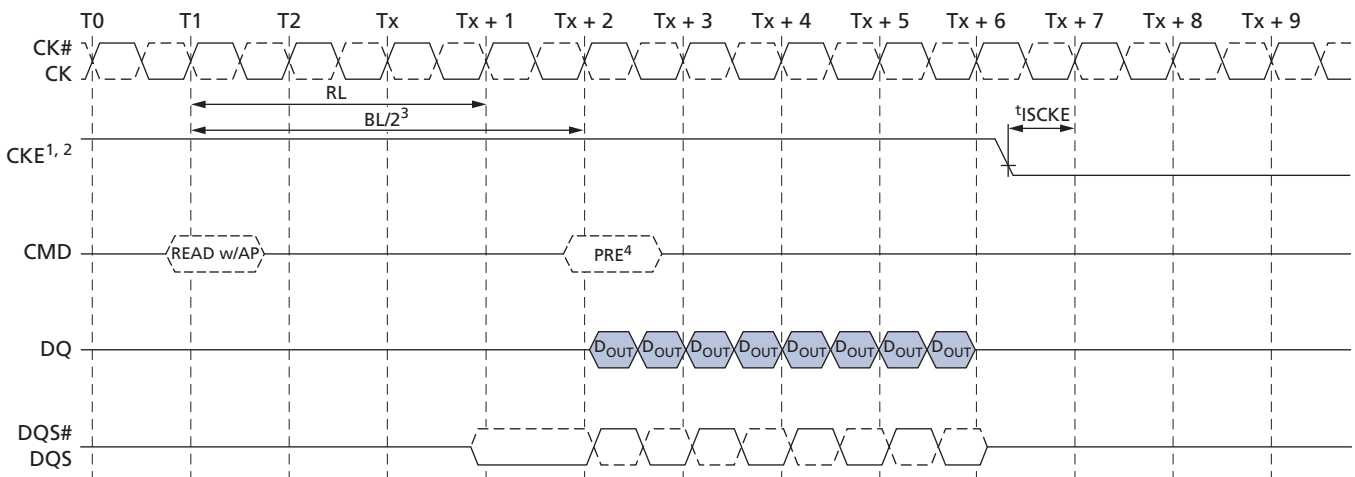 T0 T1 T2 Tx Tx + 1 Tx + 2 Tx + 3 Tx + 4 Tx + 5 Tx + 6 Tx + 7 Tx + 8 Tx + 9
CK#
CK
RL
BL/2³
tISCKE
CKE1, 2
CMD READ w/AP PRE⁴
DQ DOUT DOUT DOUT DOUT DOUT DOUT DOUT DOUT
DQS#
DQS